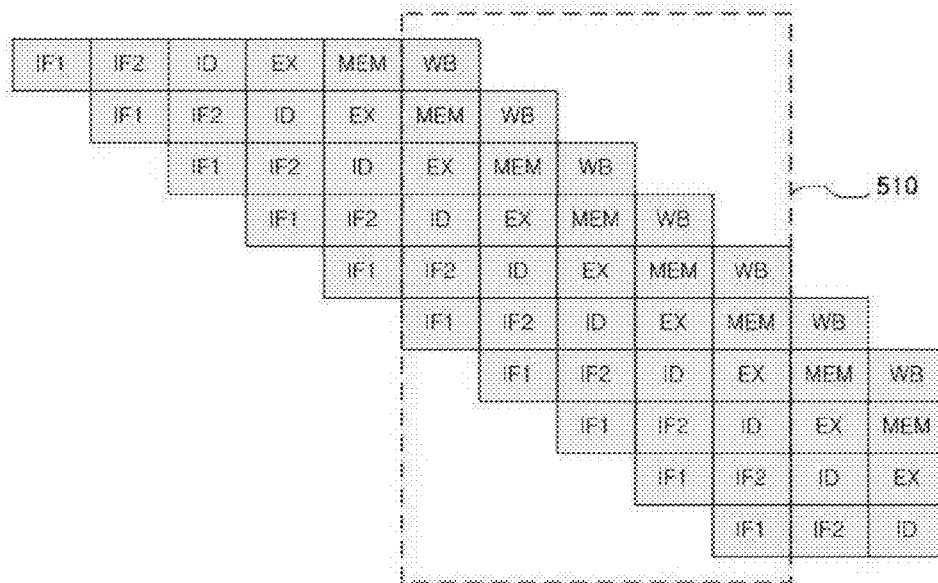 IF1 IF2 ID EX MEM WB
IF1 IF2 ID EX MEM WB
IF1 IF2 ID EX MEM WB
IF1 IF2 ID EX MEM WB
510
IF1 IF2 ID EX MEM WB
IF1 IF2 ID EX MEM WB
IF1 IF2 ID EX MEM WB
IF1 IF2 ID EX MEM
IF1 IF2 ID EX
IF1 IF2 ID